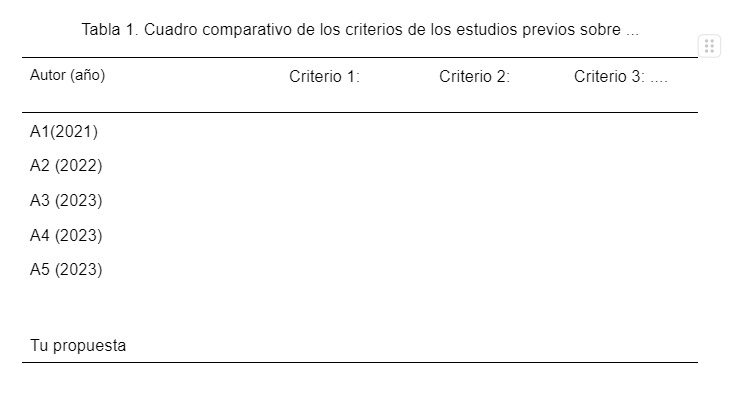 Tabla 1. Cuadro comparativo de los criterios de los estudios previos sobre ...
Autor (año) Criterio 1: Criterio 2: Criterio 3: ....
A1(2021)
A2 (2022)
A3 (2023)
A4 (2023)
A5 (2023)
Tu propuesta